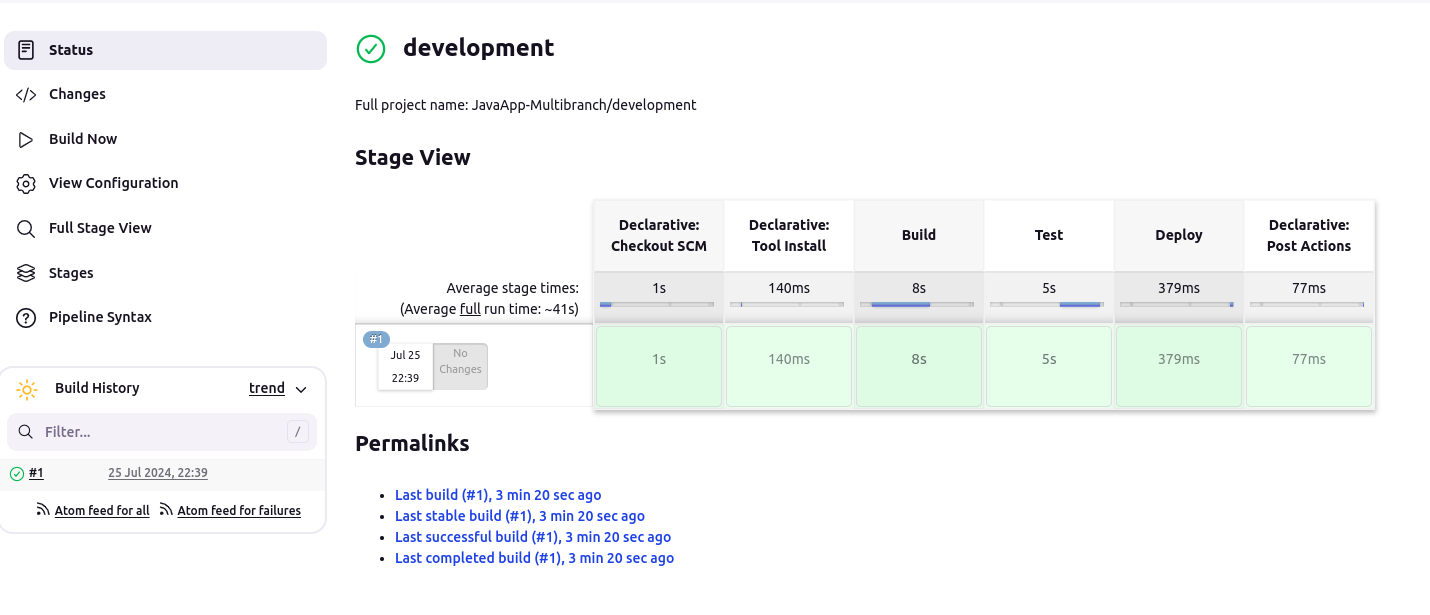 Status
Changes
Build Now
View Configuration
Full Stage View
Stages
Pipeline Syntax
Build History
trend
Filter...
/
#1
25 Jul 2024, 22:39
Atom feed for all
Atom feed for failures
development
Full project name: JavaApp-Multibranch/development
Stage View
Declarative:
Checkout SCM
Declarative:
Tool Install
Build
Test
Deploy
Declarative:
Post Actions
Average stage times:
(Average full run time: ~41s)
1s
140ms
8s
5s
379ms
77ms
#1
Jul 25
22:39
No
Changes
1s
140ms
8s
5s
379ms
77ms
Permalinks
Last build (#1), 3 min 20 sec ago
Last stable build (#1), 3 min 20 sec ago
Last successful build (#1), 3 min 20 sec ago
Last completed build (#1), 3 min 20 sec ago